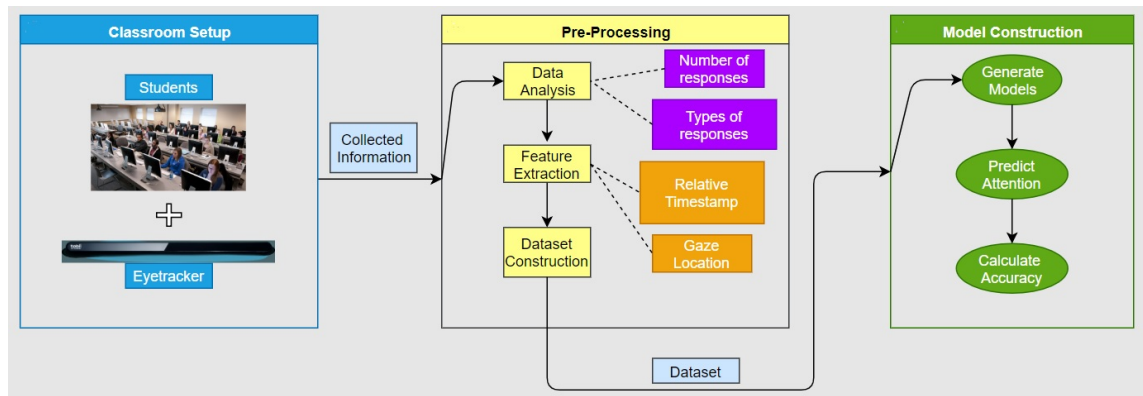 Classroom Setup
Students
Eyetracker
Collected
Information
Pre-Processing
Data
Analysis
Number of
responses
Types of
responses
Feature
Extraction
Relative
Timestamp
Gaze
Location
Dataset
Construction
Dataset
Model Construction
Generate
Models
Predict
Attention
Calculate
Accuracy